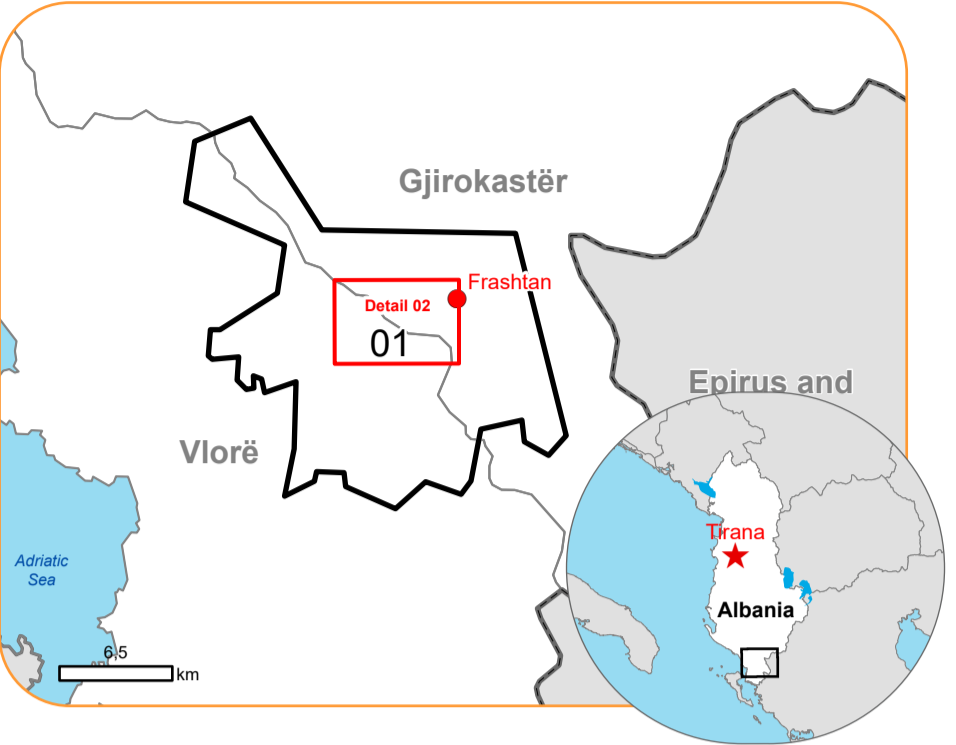 Gjirokastër
Frashtan
Detail 02
01
Epirus and
Vlorë
Tirana
Adriatic
Sea
Albania
6,5
km